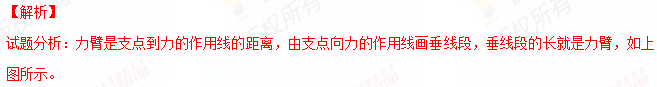 【解析】
试题分析：力臂是支点到力的作用线的距离，由支点向力的作用线画垂线段，垂线段的长就是力臂，如上
图所示。